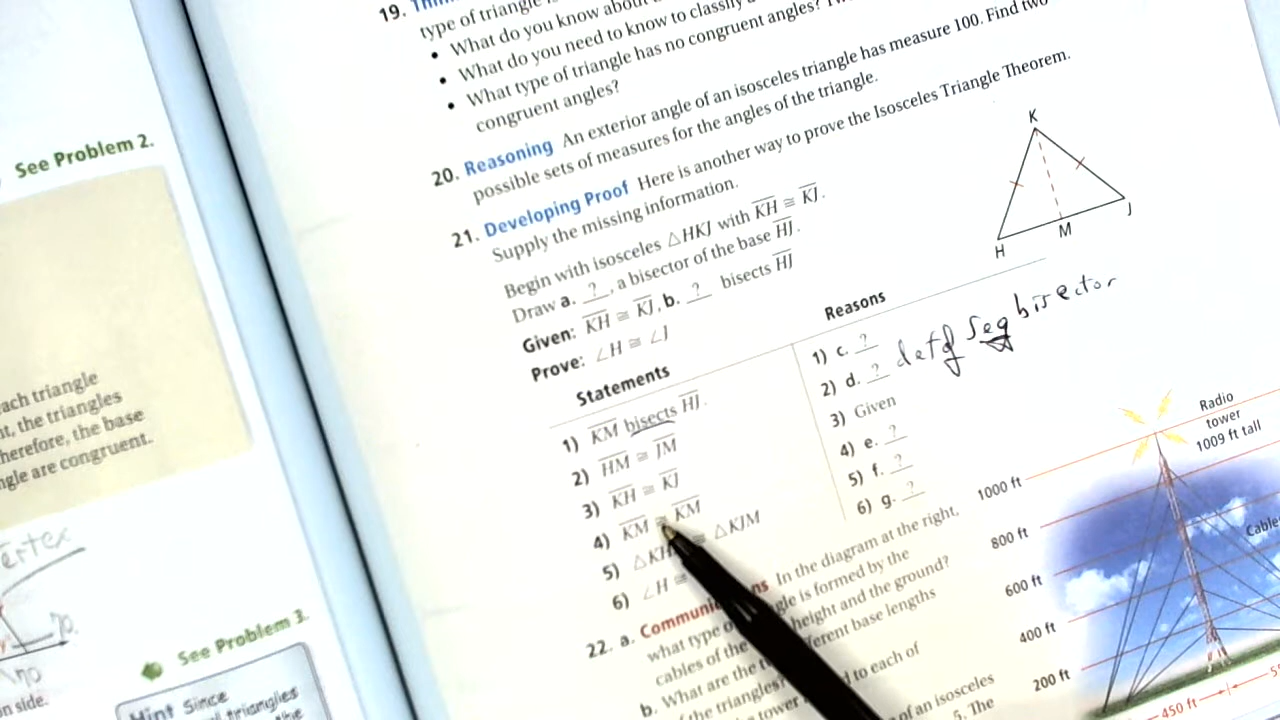 19.
type of triangle
• What do you know about
• What do you need to know to classify
• What type of triangle has no congruent angles?
congruent angles?
20. Reasoning An exterior angle of an isosceles triangle has measure 100. Find two
possible sets of measures for the angles of the triangle.
21. Developing Proof Here is another way to prove the Isosceles Triangle Theorem.
Supply the missing information.
Begin with isosceles △HKJ with KH ≅ KJ.
Draw a. ?, a bisector of the base HJ.
Given: KH ≅ KJ, b. ? bisects HJ
Prove: ∠H ≅ ∠J
K
H
M
J
Statements
Reasons
1) KM bisects HJ.
1) c. ?
2) HM ≅ JM
2) d. ? def of seg bisector
3) KH ≅ KJ
3) Given
4) KM ≅ KM
4) e. ?
5) △KH ≅ △KJM
5) f. ?
6) ∠H ≅
6) g. ?
22. a. In the diagram at the right,
what type gle is formed by the
cables of the height and the ground?
b. What are the ferent base lengths
of the triangles?
tower d to each of
of an isosceles
5. The
Radio
tower
1009 ft tall
1000 ft
800 ft
600 ft
400 ft
200 ft
Cable
450 ft
See Problem 2.
ach triangle
nt, the triangles
herefore, the base
ngle are congruent.
ertex
70
70
See Problem 3.
on side.
Hint Since
triangles
the